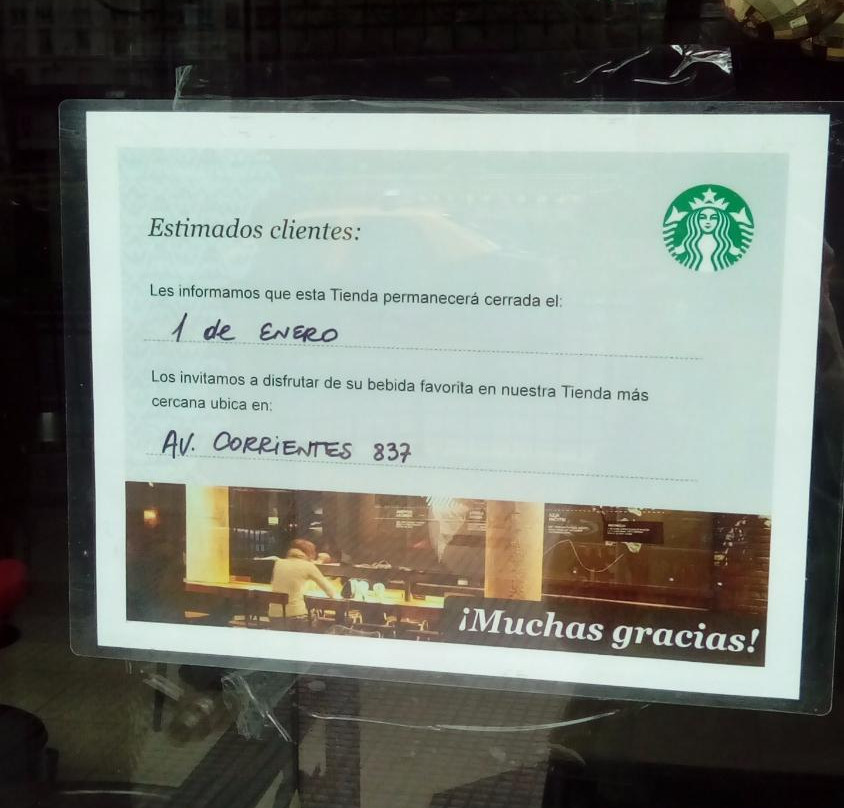 Estimados clientes:
Les informamos que esta Tienda permanecerá cerrada el:
1 de ENERO
Los invitamos a disfrutar de su bebida favorita en nuestra Tienda más
cercana ubica en:
AV. CORRIENTES 837
¡Muchas gracias!